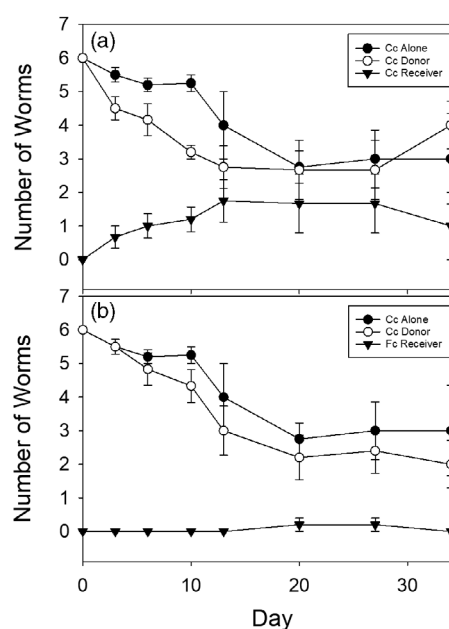 (a)
Cc Alone
Cc Donor
Cc Receiver
Number of Worms
7
6
5
4
3
2
1
0
(b)
Cc Alone
Cc Donor
Fc Receiver
Number of Worms
7
6
5
4
3
2
1
0
0 10 20 30
Day